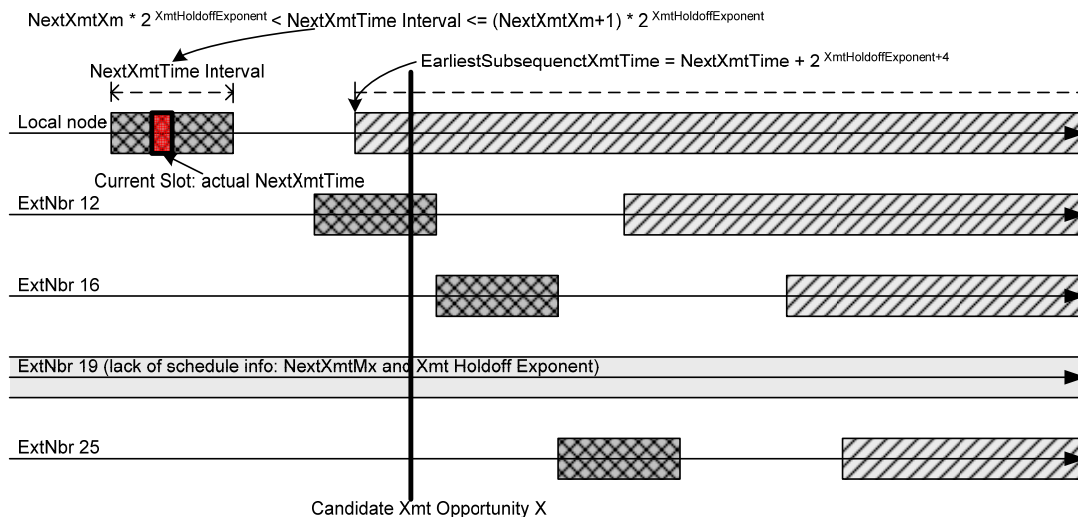 NextXmtXm * 2 XmtHoldoffExponent < NextXmtTime Interval <= (NextXmtXm+1) * 2 XmtHoldoffExponent
NextXmtTime Interval
EarliestSubsequenctXmtTime = NextXmtTime + 2 XmtHoldoffExponent+4
Local node
Current Slot: actual NextXmtTime
ExtNbr 12
ExtNbr 16
ExtNbr 19 (lack of schedule info: NextXmtMx and Xmt Holdoff Exponent)
ExtNbr 25
Candidate Xmt Opportunity X